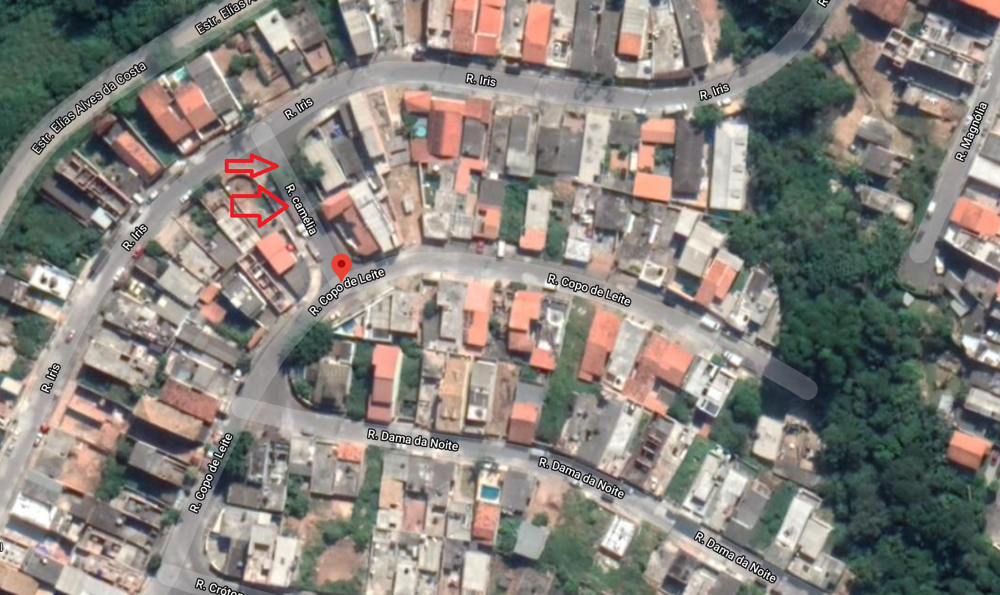 Estr. Elías A
Estr. Elías Alves da Costa
R. Iris
R. Iris
R. Iris
R. Magnólia
R. camélia
R. Iris
R. Copo de Leite
R. Copo de Leite
R. Iris
R. Dama da Noite
R. Dama da Noite
R. Copo de Leite
R. Dama da Noite
R. Cróton